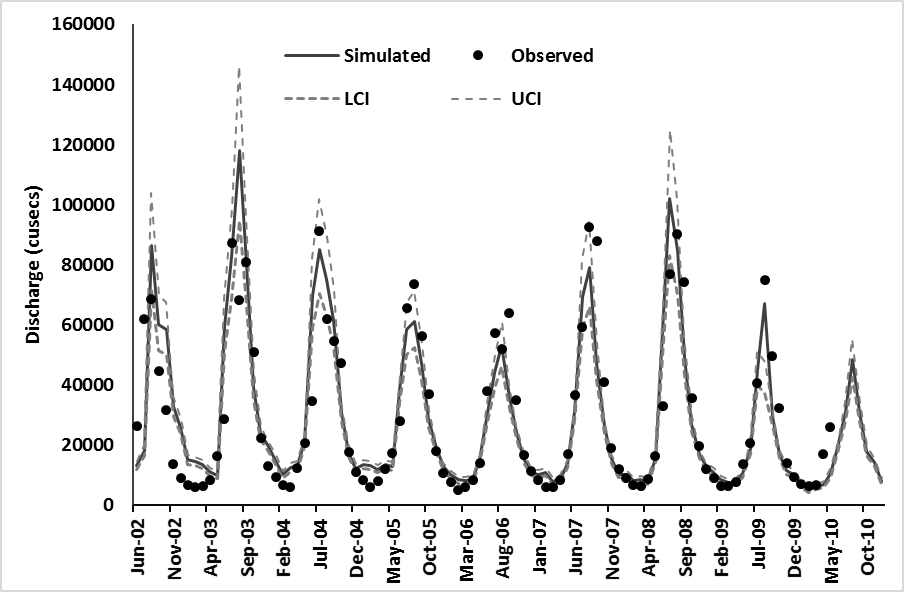 160000
140000
120000
100000
80000
60000
40000
20000
0
Discharge (cusecs)
Simulated
Observed
LCI
UCI
Jun-02
Nov-02
Apr-03
Sep-03
Feb-04
Jul-04
Dec-04
May-05
Oct-05
Mar-06
Aug-06
Jan-07
Jun-07
Nov-07
Apr-08
Sep-08
Feb-09
Jul-09
Dec-09
May-10
Oct-10